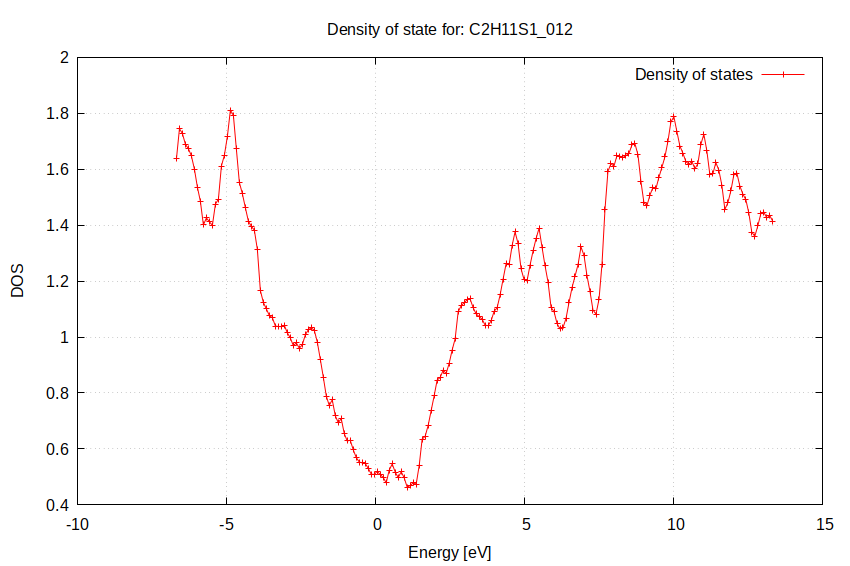 Density of state for: C2H11S1_012
Density of states
2
1.8
1.6
1.4
1.2
1
0.8
0.6
0.4
DOS
-10 -5 0 5 10 15
Energy [eV]